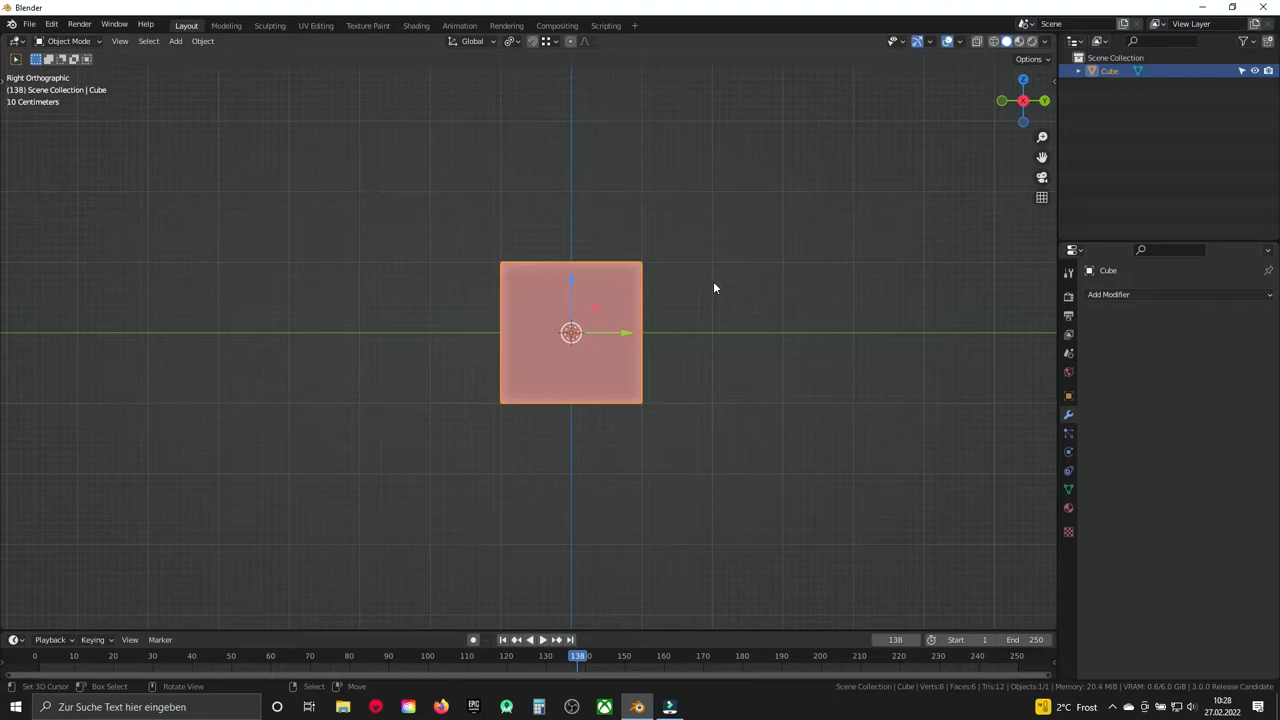 Blender
File Edit Render Window Help Layout Modeling Sculpting UV Editing Texture Paint Shading Animation Rendering Compositing Scripting + Scene View Layer
Object Mode View Select Add Object Global
Options
Right Orthographic
(138) Scene Collection | Cube
10 Centimeters
Z
X
Y
Scene Collection
Cube
Cube
Add Modifier
Playback Keying View Marker 138 Start 1 End 250
0 10 20 30 40 50 60 70 80 90 100 110 120 130 138 150 160 170 180 190 200 210 220 230 240 250
Set 3D Cursor Box Select Rotate View Select Move Scene Collection | Cube | Verts:8 | Faces:6 | Tris:12 | Objects:1/1 | Memory: 20.4 MiB | VRAM: 0.6/6.0 GiB | 3.0.0 Release Candidate
Zur Suche Text hier eingeben EPIC 2°C Frost 10:28
27.02.2022